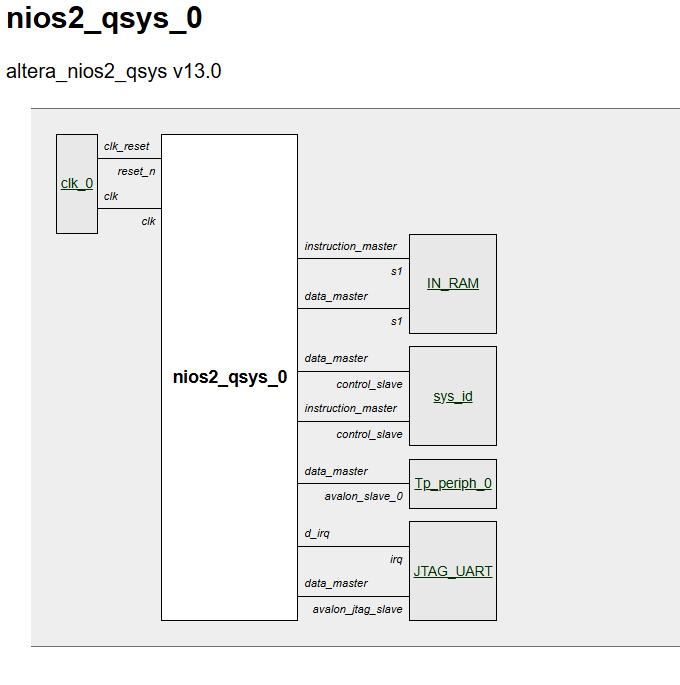 nios2_qsys_0
altera_nios2_qsys v13.0
clk_0
clk_reset
reset_n
clk
clk
nios2_qsys_0
instruction_master
s1
data_master
s1
IN_RAM
data_master
control_slave
instruction_master
control_slave
sys_id
data_master
avalon_slave_0
Tp_periph_0
d_irq
irq
data_master
avalon_jtag_slave
JTAG_UART